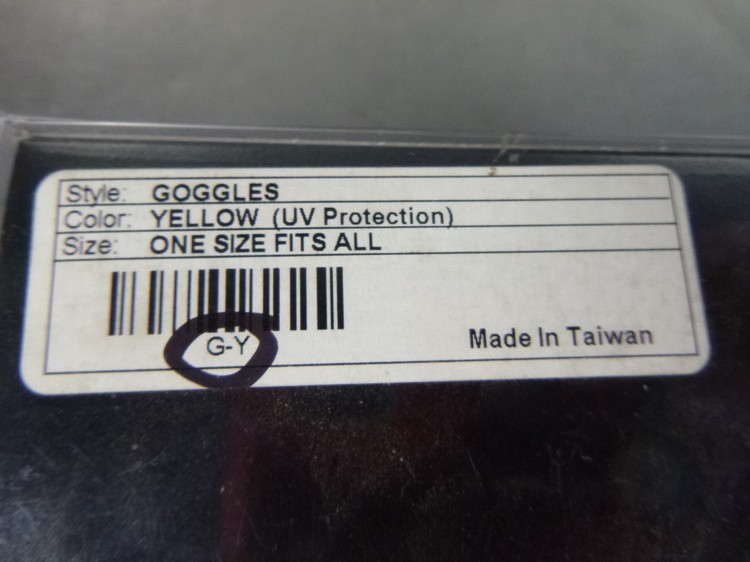 Style: GOGGLES
Color: YELLOW (UV Protection)
Size: ONE SIZE FITS ALL
G-Y
Made In Taiwan